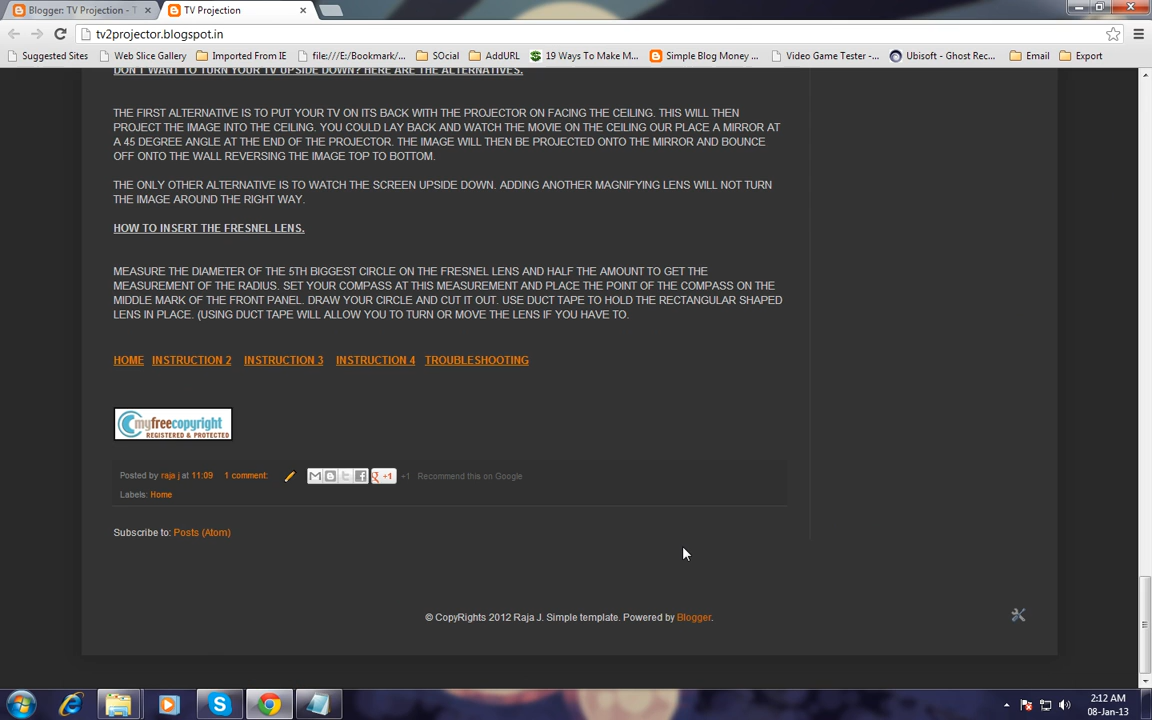 Blogger: TV Projection - T
TV Projection
tv2projector.blogspot.in
Suggested Sites
Web Slice Gallery
Imported From IE
file:///E:/Bookmark/...
SOcial
AddURL
19 Ways To Make M...
Simple Blog Money ...
Video Game Tester -...
Ubisoft - Ghost Rec...
Email
Export
DON'T WANT TO TURN YOUR TV UPSIDE DOWN? HERE ARE THE ALTERNATIVES.
THE FIRST ALTERNATIVE IS TO PUT YOUR TV ON ITS BACK WITH THE PROJECTOR ON FACING THE CEILING. THIS WILL THEN
PROJECT THE IMAGE INTO THE CEILING. YOU COULD LAY BACK AND WATCH THE MOVIE ON THE CEILING OUR PLACE A MIRROR AT
A 45 DEGREE ANGLE AT THE END OF THE PROJECTOR. THE IMAGE WILL THEN BE PROJECTED ONTO THE MIRROR AND BOUNCE
OFF ONTO THE WALL REVERSING THE IMAGE TOP TO BOTTOM.
THE ONLY OTHER ALTERNATIVE IS TO WATCH THE SCREEN UPSIDE DOWN. ADDING ANOTHER MAGNIFYING LENS WILL NOT TURN
THE IMAGE AROUND THE RIGHT WAY.
HOW TO INSERT THE FRESNEL LENS.
MEASURE THE DIAMETER OF THE 5TH BIGGEST CIRCLE ON THE FRESNEL LENS AND HALF THE AMOUNT TO GET THE
MEASUREMENT OF THE RADIUS. SET YOUR COMPASS AT THIS MEASUREMENT AND PLACE THE POINT OF THE COMPASS ON THE
MIDDLE MARK OF THE FRONT PANEL. DRAW YOUR CIRCLE AND CUT IT OUT. USE DUCT TAPE TO HOLD THE RECTANGULAR SHAPED
LENS IN PLACE. (USING DUCT TAPE WILL ALLOW YOU TO TURN OR MOVE THE LENS IF YOU HAVE TO.
HOME INSTRUCTION 2 INSTRUCTION 3 INSTRUCTION 4 TROUBLESHOOTING
myfreecopyright
REGISTERED & PROTECTED
Posted by raja j at 11:09 1 comment:
+1 +1 Recommend this on Google
Labels: Home
Subscribe to: Posts (Atom)
© CopyRights 2012 Raja J. Simple template. Powered by Blogger.
2:12 AM
08-Jan-13